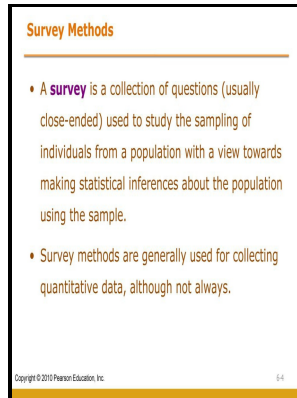 Survey Methods
• A survey is a collection of questions (usually
close-ended) used to study the sampling of
individuals from a population with a view towards
making statistical inferences about the population
using the sample.
• Survey methods are generally used for collecting
quantitative data, although not always.
Copyright © 2010 Pearson Education, Inc. 6-4